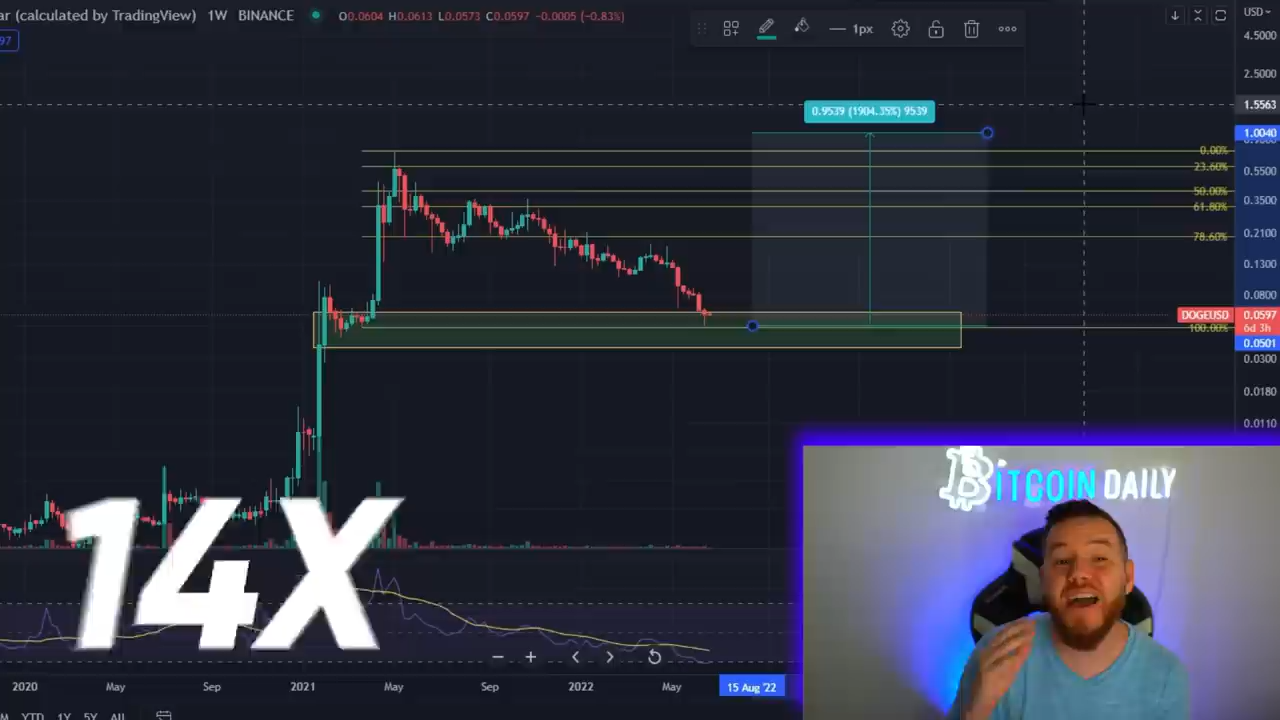 ar (calculated by TradingView) 1W BINANCE O0.0604 H0.0613 L0.0573 C0.0597 -0.0005 (-0.83%)
97
1px
USD
4.5000
2.5000
1.5563
0.9539 (1904.35%) 9539
1.0040
0.00%
23.60%
0.5500
50.00%
0.3500
61.80%
0.2100
78.60%
0.1300
0.0800
DOGEUSD 0.0597
100.00% 6d 3h
0.0501
0.0300
0.0180
0.0110
BITCOIN DAILY
14X
2020 May Sep 2021 May Sep 2022 May 15 Aug '22
M YTD 1Y 5Y All